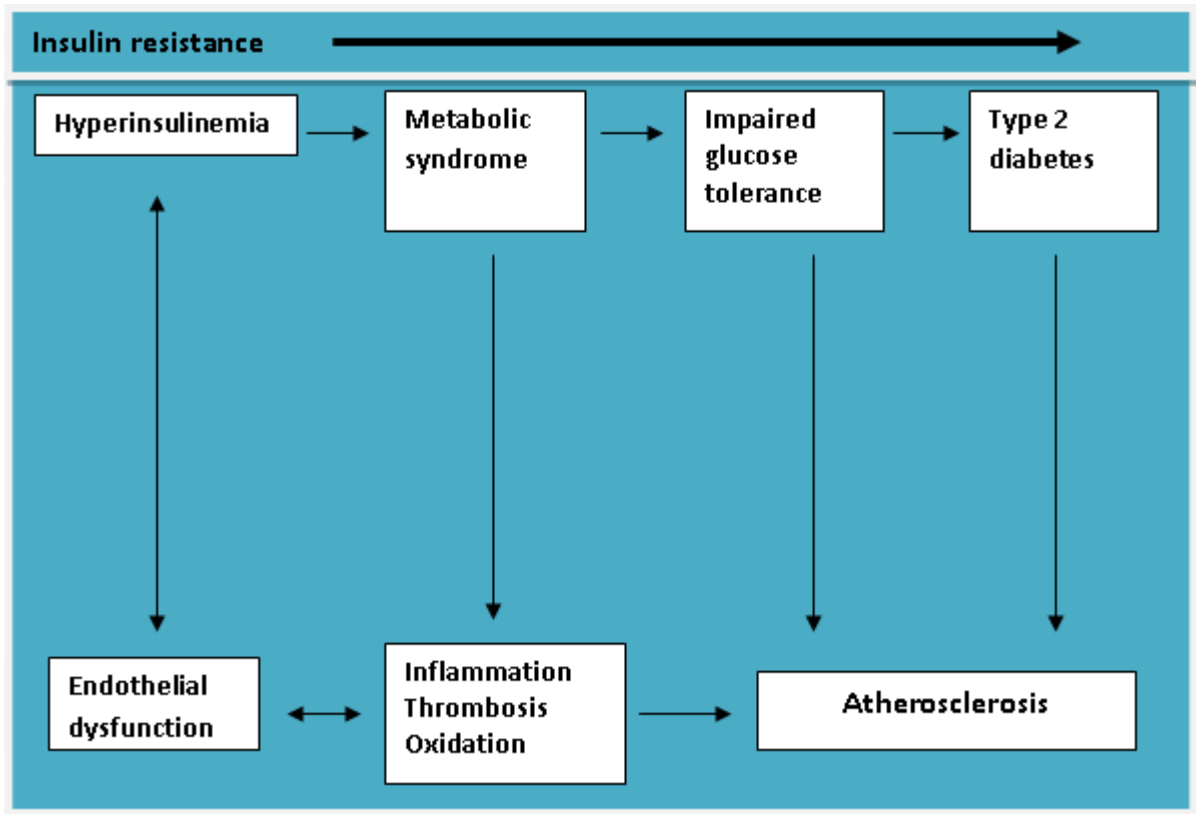 Insulin resistance
Hyperinsulinemia
Metabolic
syndrome
Impaired
glucose
tolerance
Type 2
diabetes
Endothelial
dysfunction
Inflammation
Thrombosis
Oxidation
Atherosclerosis